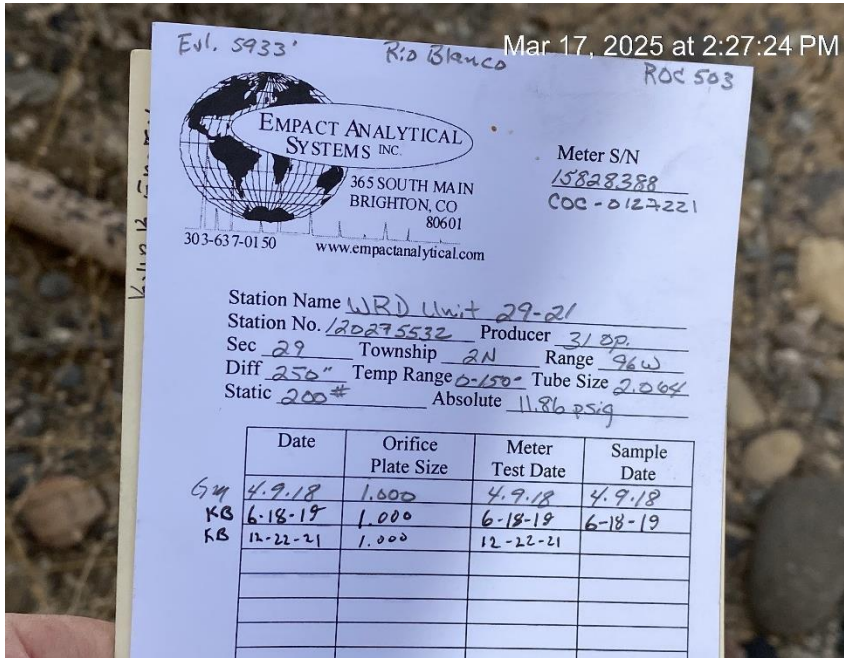 Mar 17, 2025 at 2:27:24 PM
Evl. 5933' Rio Blanco ROC 503
EMPACT ANALYTICAL
SYSTEMS INC.
365 SOUTH MAIN
BRIGHTON, CO
80601
303-637-0150 www.empactanalytical.com
Meter S/N
15828388
COC-0127221
Station Name WRD Unit 29-21
Station No. 120275532 Producer 31 op.
Sec 29 Township 2N Range 96W
Diff 250" Temp Range 0-150° Tube Size 2.064
Static 200# Absolute 11.86 psig
Date Orifice Plate Size Meter Test Date Sample Date
GM 4.9.18 1.000 4.9.18 4.9.18
KB 6-18-19 1.000 6-18-19 6-18-19
KB 12-22-21 1.000 12-22-21